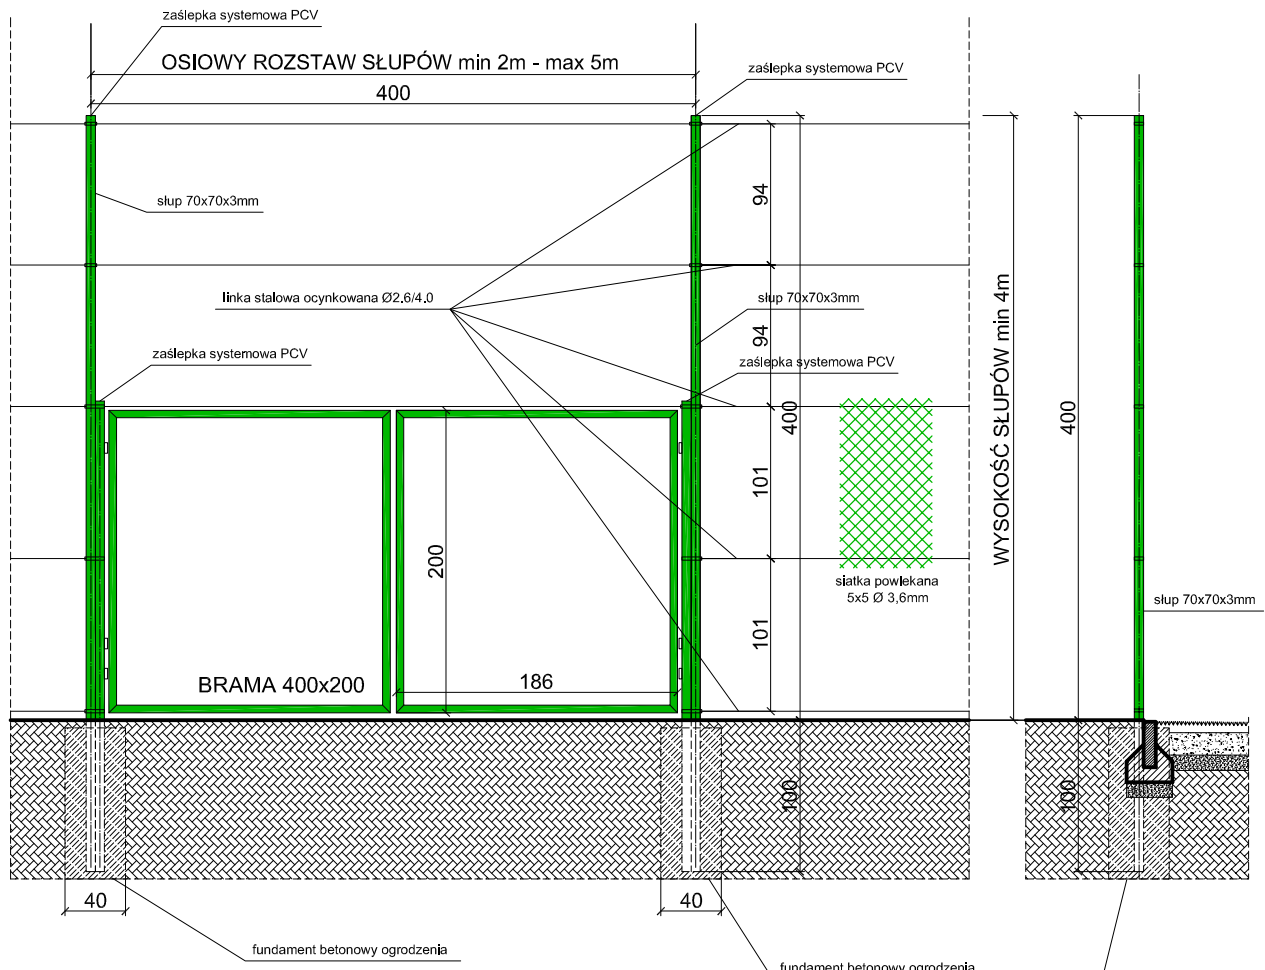 zaślepka systemowa PCV
OSIOWY ROZSTAW SŁUPÓW min 2m - max 5m
zaślepka systemowa PCV
400
94
słup 70x70x3mm
linka stalowa ocynkowana Ø2.6/4.0
słup 70x70x3mm
94
zaślepka systemowa PCV
zaślepka systemowa PCV
400
400
WYSOKOŚĆ SŁUPÓW min 4m
101
200
siatka powlekana
5x5 Ø 3,6mm
słup 70x70x3mm
101
BRAMA 400x200
186
100
100
40
40
fundament betonowy ogrodzenia
fundament betonowy ogrodzenia